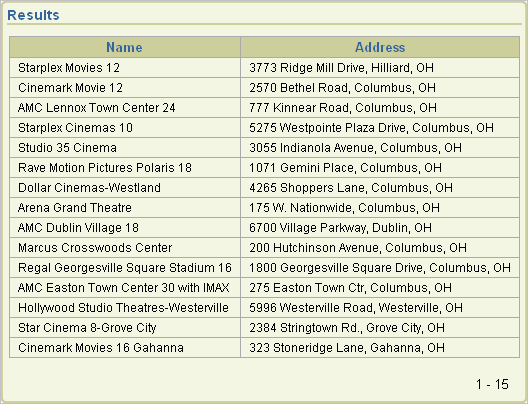 Results
Name Address
Starplex Movies 12 3773 Ridge Mill Drive, Hilliard, OH
Cinemark Movie 12 2570 Bethel Road, Columbus, OH
AMC Lennox Town Center 24 777 Kinnear Road, Columbus, OH
Starplex Cinemas 10 5275 Westpointe Plaza Drive, Columbus, OH
Studio 35 Cinema 3055 Indianola Avenue, Columbus, OH
Rave Motion Pictures Polaris 18 1071 Gemini Place, Columbus, OH
Dollar Cinemas-Westland 4265 Shoppers Lane, Columbus, OH
Arena Grand Theatre 175 W. Nationwide, Columbus, OH
AMC Dublin Village 18 6700 Village Parkway, Dublin, OH
Marcus Crosswoods Center 200 Hutchinson Avenue, Columbus, OH
Regal Georgesville Square Stadium 16 1800 Georgesville Square Drive, Columbus, OH
AMC Easton Town Center 30 with IMAX 275 Easton Town Ctr, Columbus, OH
Hollywood Studio Theatres-Westerville 5996 Westerville Road, Westerville, OH
Star Cinema 8-Grove City 2384 Stringtown Rd., Grove City, OH
Cinemark Movies 16 Gahanna 323 Stoneridge Lane, Gahanna, OH
1 - 15